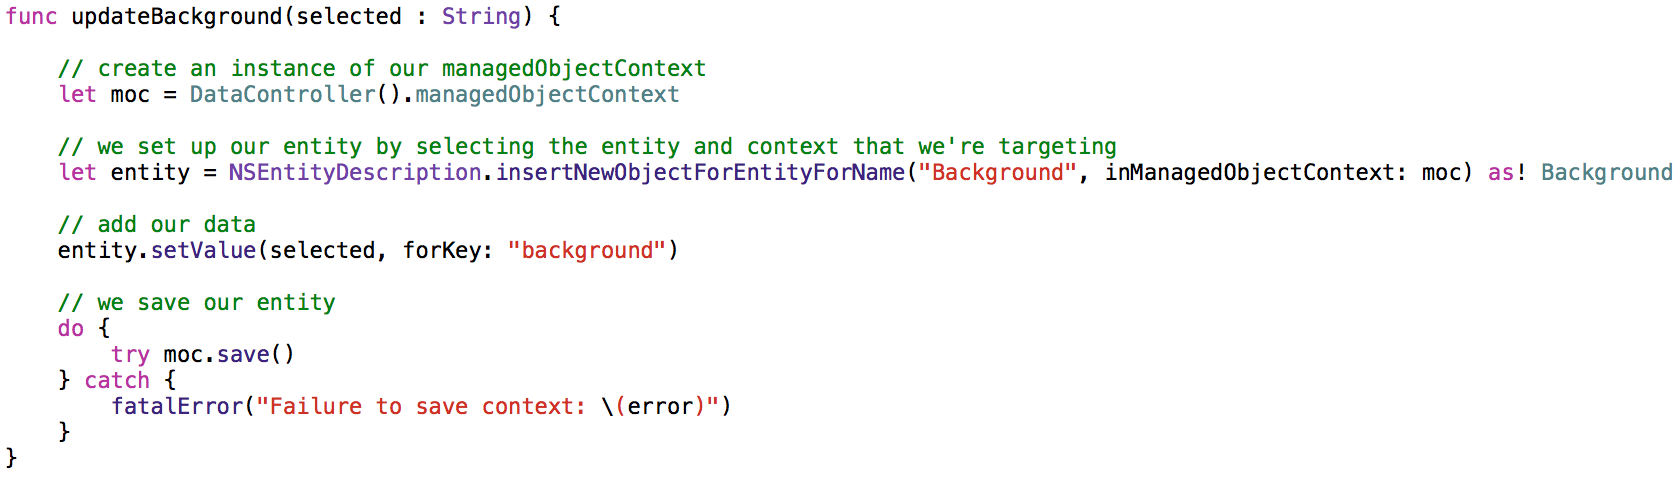 func updateBackground(selected : String) {
// create an instance of our managedObjectContext
let moc = DataController().managedObjectContext
// we set up our entity by selecting the entity and context that we're targeting
let entity = NSEntityDescription.insertNewObjectForEntityForName("Background", inManagedObjectContext: moc) as! Background
// add our data
entity.setValue(selected, forKey: "background")
// we save our entity
do {
try moc.save()
} catch {
fatalError("Failure to save context: \(error)")
}
}